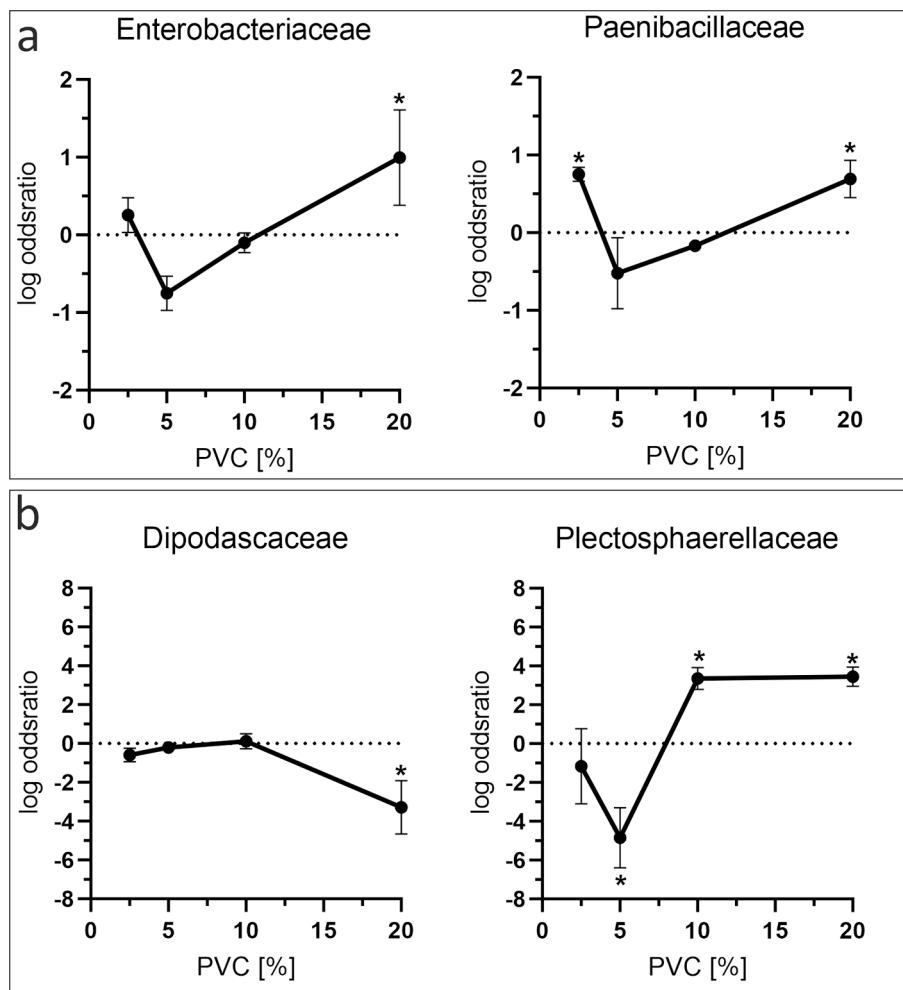 a
Enterobacteriaceae
2
1
0
-1
-2
log oddsratio
*
0 5 10 15 20
PVC [%]
Paenibacillaceae
2
1
0
-1
-2
log oddsratio
* *
0 5 10 15 20
PVC [%]
b
Dipodascaceae
8
6
4
2
0
-2
-4
-6
-8
log oddsratio
*
0 5 10 15 20
PVC [%]
Plectosphaerellaceae
8
6
4
2
0
-2
-4
-6
-8
log oddsratio
* *
*
0 5 10 15 20
PVC [%]